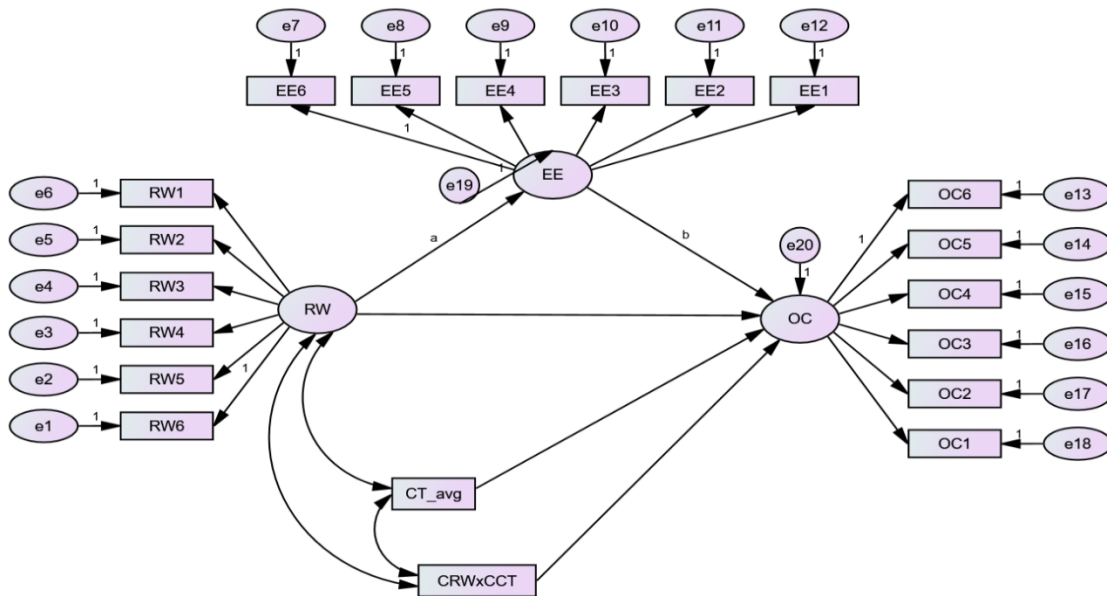 e7 e8 e9 e10 e11 e12
1 1 1 1 1 1
EE6 EE5 EE4 EE3 EE2 EE1
1
e19 1 EE
e6 1 RW1
e5 1 RW2
e4 1 RW3
e3 1 RW4
e2 1 RW5
e1 1 RW6
1
RW
a
b
e20
1
OC
1
OC6 1 e13
OC5 1 e14
OC4 1 e15
OC3 1 e16
OC2 1 e17
OC1 1 e18
CT_avg
CRWxCCT